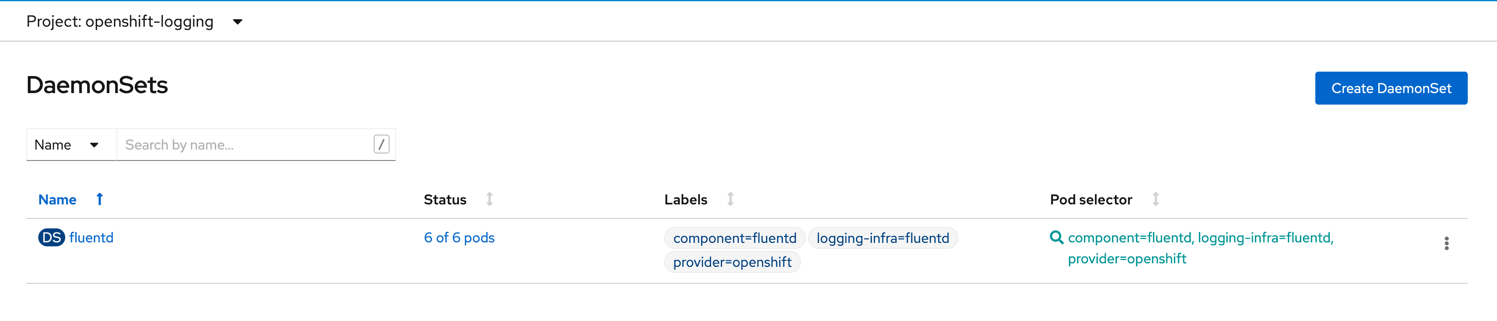 Project: openshift-logging
DaemonSets
Create DaemonSet
Name Search by name... /
Name Status Labels Pod selector
DS fluentd 6 of 6 pods component=fluentd logging-infra=fluentd component=fluentd, logging-infra=fluentd,
provider=openshift provider=openshift